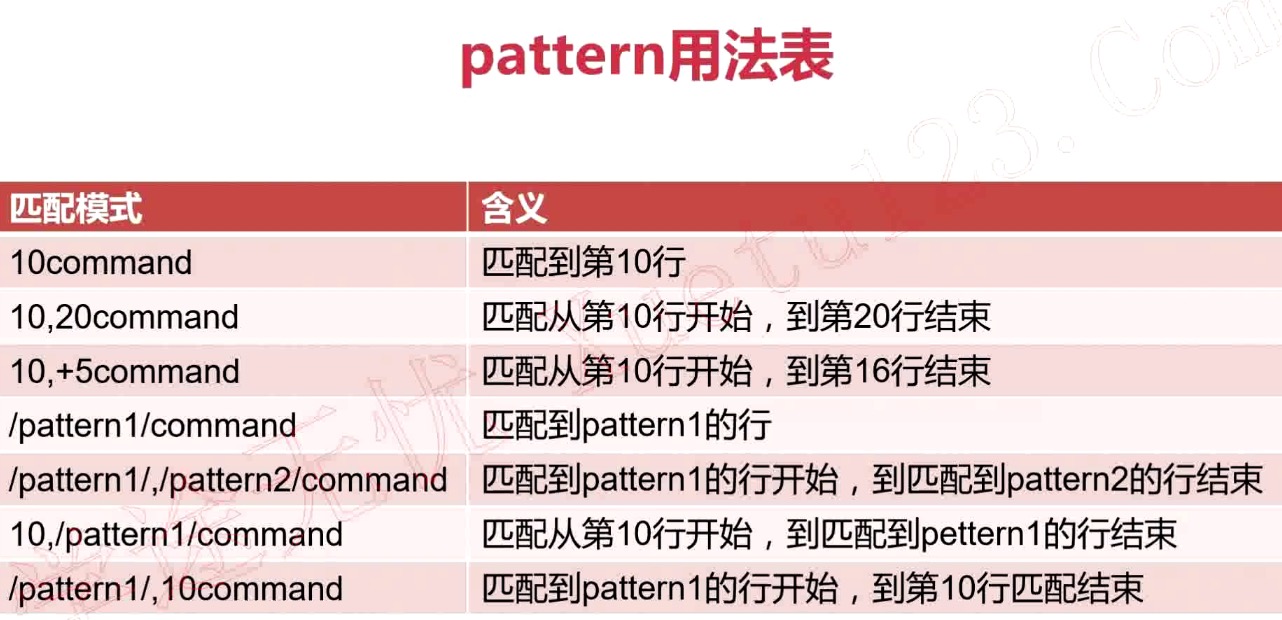 pattern用法表
匹配模式 含义
10command 匹配到第10行
10,20command 匹配从第10行开始，到第20行结束
10,+5command 匹配从第10行开始，到第16行结束
/pattern1/command 匹配到pattern1的行
/pattern1/,/pattern2/command 匹配到pattern1的行开始，到匹配到pattern2的行结束
10,/pattern1/command 匹配从第10行开始，到匹配到pettern1的行结束
/pattern1/,10command 匹配到pattern1的行开始，到第10行匹配结束
学途无忧 Xuetu123.Com